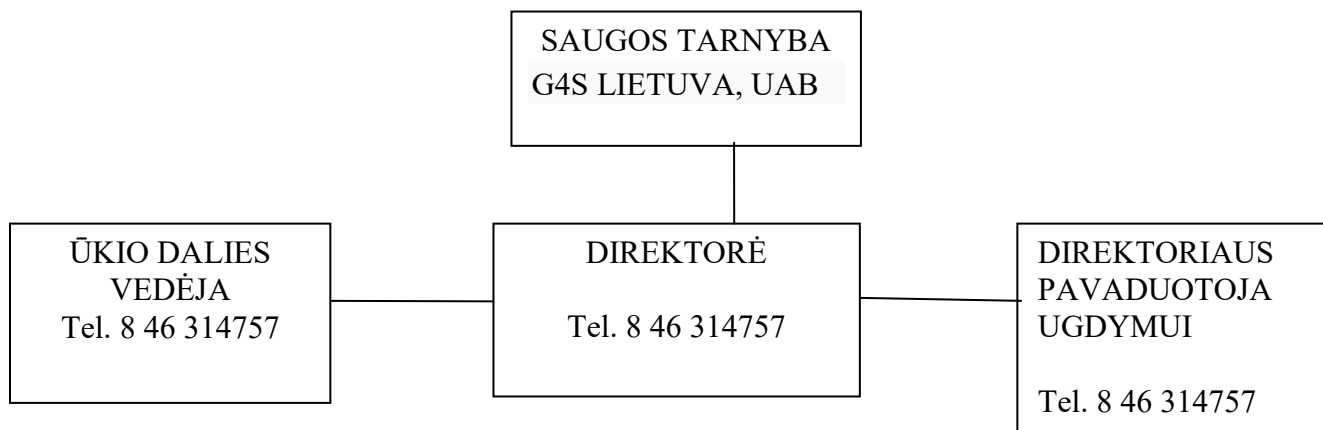 SAUGOS TARNYBA
G4S LIETUVA, UAB
ŪKIO DALIES
VEDĖJA
Tel. 8 46 314757
DIREKTORĖ
Tel. 8 46 314757
DIREKTORIAUS
PAVADUOTOJA
UGDYMUI
Tel. 8 46 314757